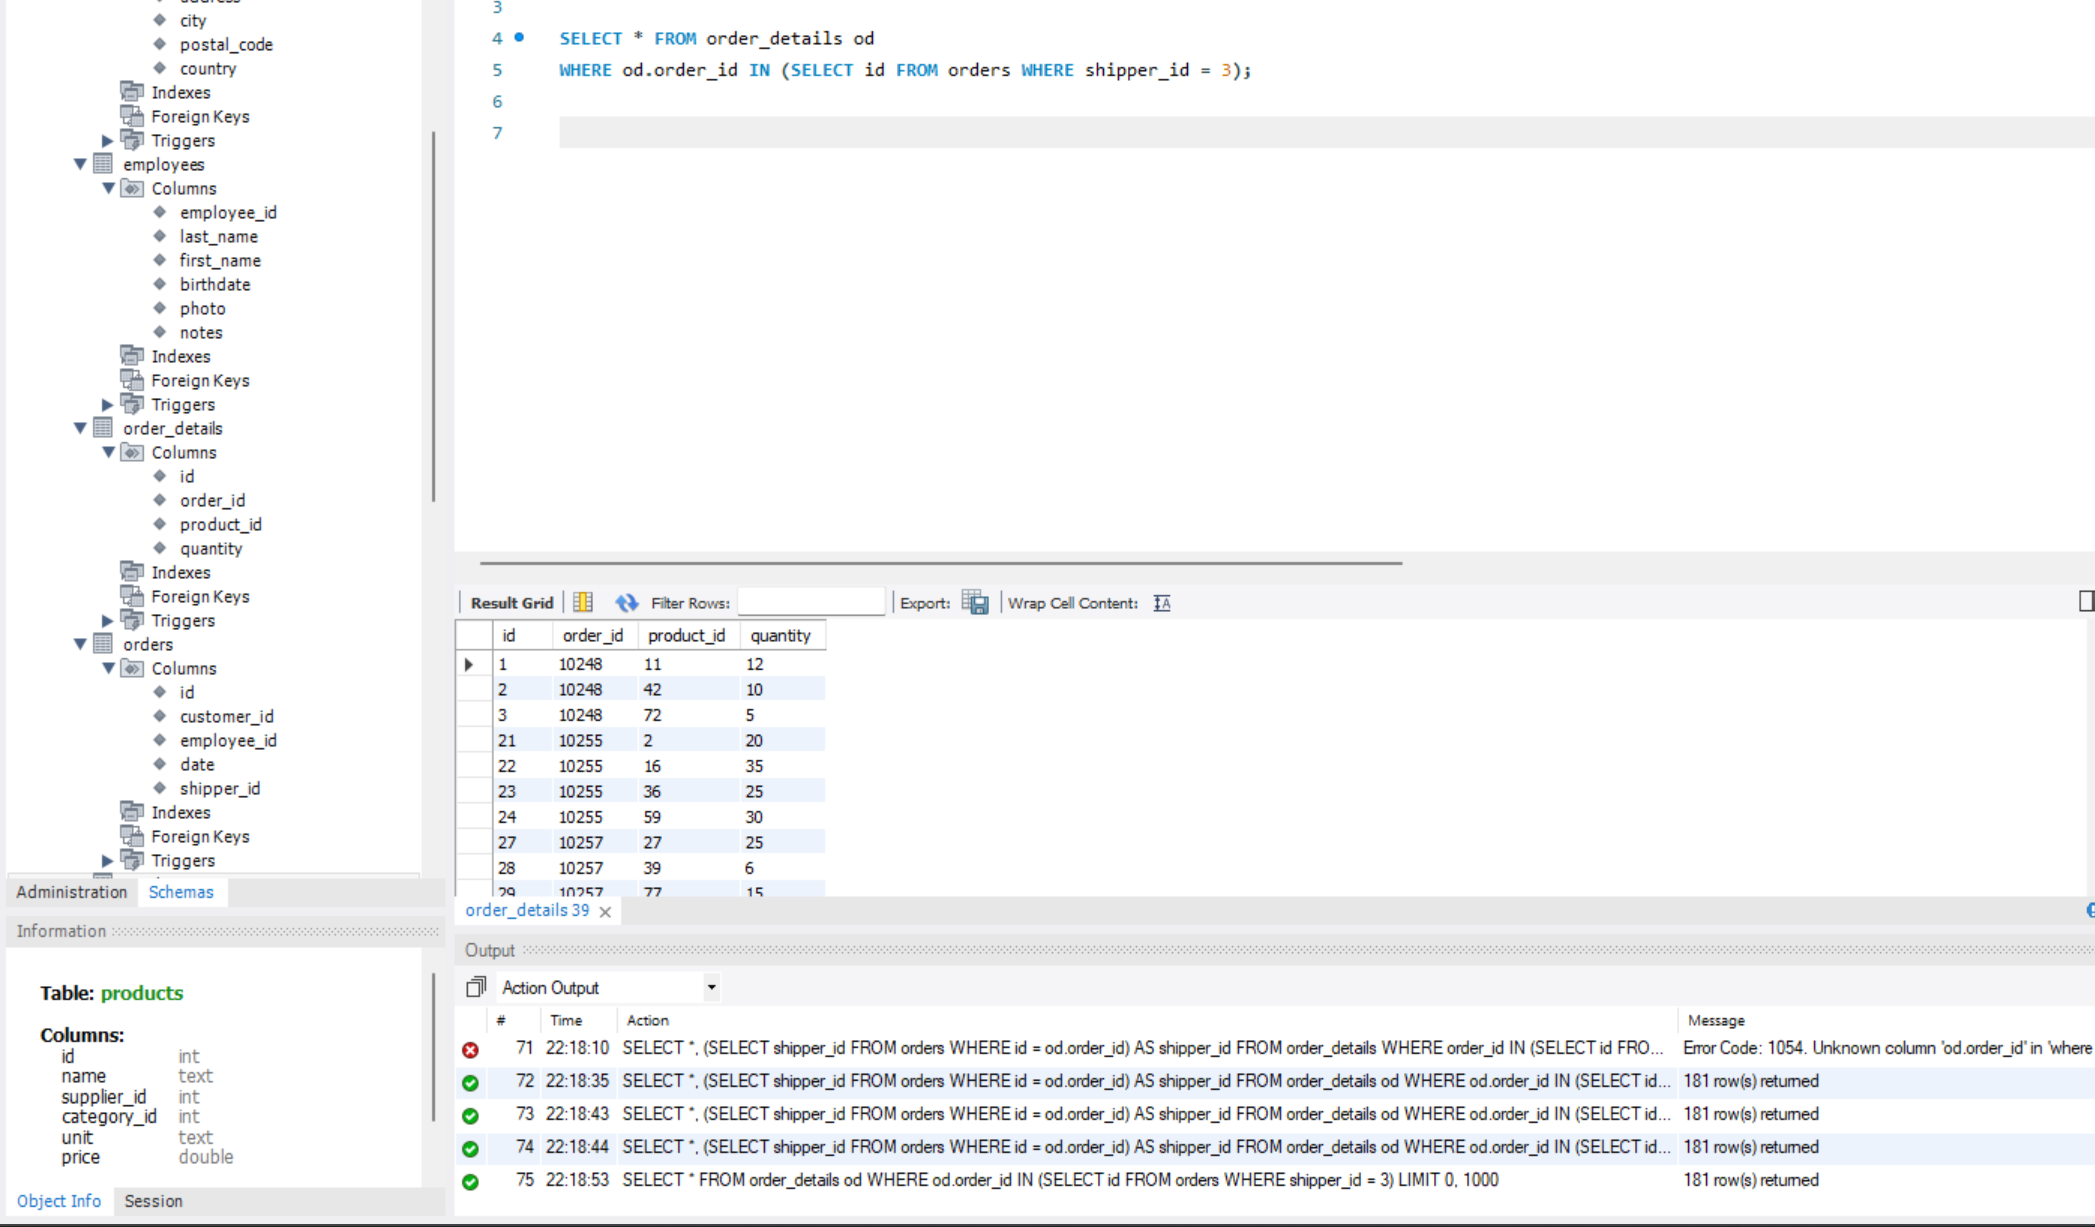 address
city
postal_code
country
Indexes
Foreign Keys
Triggers
employees
Columns
employee_id
last_name
first_name
birthdate
photo
notes
Indexes
Foreign Keys
Triggers
order_details
Columns
id
order_id
product_id
quantity
Indexes
Foreign Keys
Triggers
orders
Columns
id
customer_id
employee_id
date
shipper_id
Indexes
Foreign Keys
Triggers
Administration Schemas
Information
Table: products
Columns:
id int
name text
supplier_id int
category_id int
unit text
price double
Object Info Session
3
4 SELECT * FROM order_details od
5 WHERE od.order_id IN (SELECT id FROM orders WHERE shipper_id = 3);
6
7
Result Grid Filter Rows: Export: Wrap Cell Content:
id order_id product_id quantity
1 10248 11 12
2 10248 42 10
3 10248 72 5
21 10255 2 20
22 10255 16 35
23 10255 36 25
24 10255 59 30
27 10257 27 25
28 10257 39 6
29 10257 77 15
order_details 39
Output
Action Output
# Time Action Message
71 22:18:10 SELECT *, (SELECT shipper_id FROM orders WHERE id = od.order_id) AS shipper_id FROM order_details WHERE order_id IN (SELECT id FRO... Error Code: 1054. Unknown column 'od.order_id' in 'where
72 22:18:35 SELECT *, (SELECT shipper_id FROM orders WHERE id = od.order_id) AS shipper_id FROM order_details od WHERE od.order_id IN (SELECT id... 181 row(s) returned
73 22:18:43 SELECT *, (SELECT shipper_id FROM orders WHERE id = od.order_id) AS shipper_id FROM order_details od WHERE od.order_id IN (SELECT id... 181 row(s) returned
74 22:18:44 SELECT *, (SELECT shipper_id FROM orders WHERE id = od.order_id) AS shipper_id FROM order_details od WHERE od.order_id IN (SELECT id... 181 row(s) returned
75 22:18:53 SELECT * FROM order_details od WHERE od.order_id IN (SELECT id FROM orders WHERE shipper_id = 3) LIMIT 0, 1000 181 row(s) returned